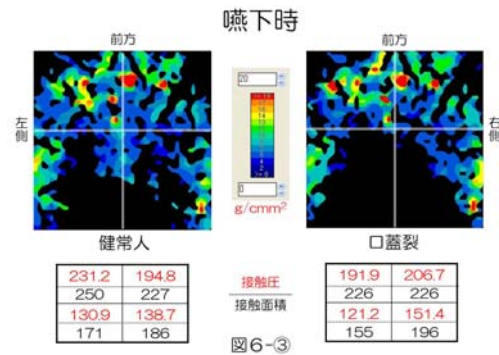 嚥下時
前方
前方
左側
右側
20
0
g/cmm²
健常人
口蓋裂
231.2 194.8
250 227
130.9 138.7
171 186
接触圧
接触面積
191.9 206.7
226 226
121.2 151.4
155 196
図6-③